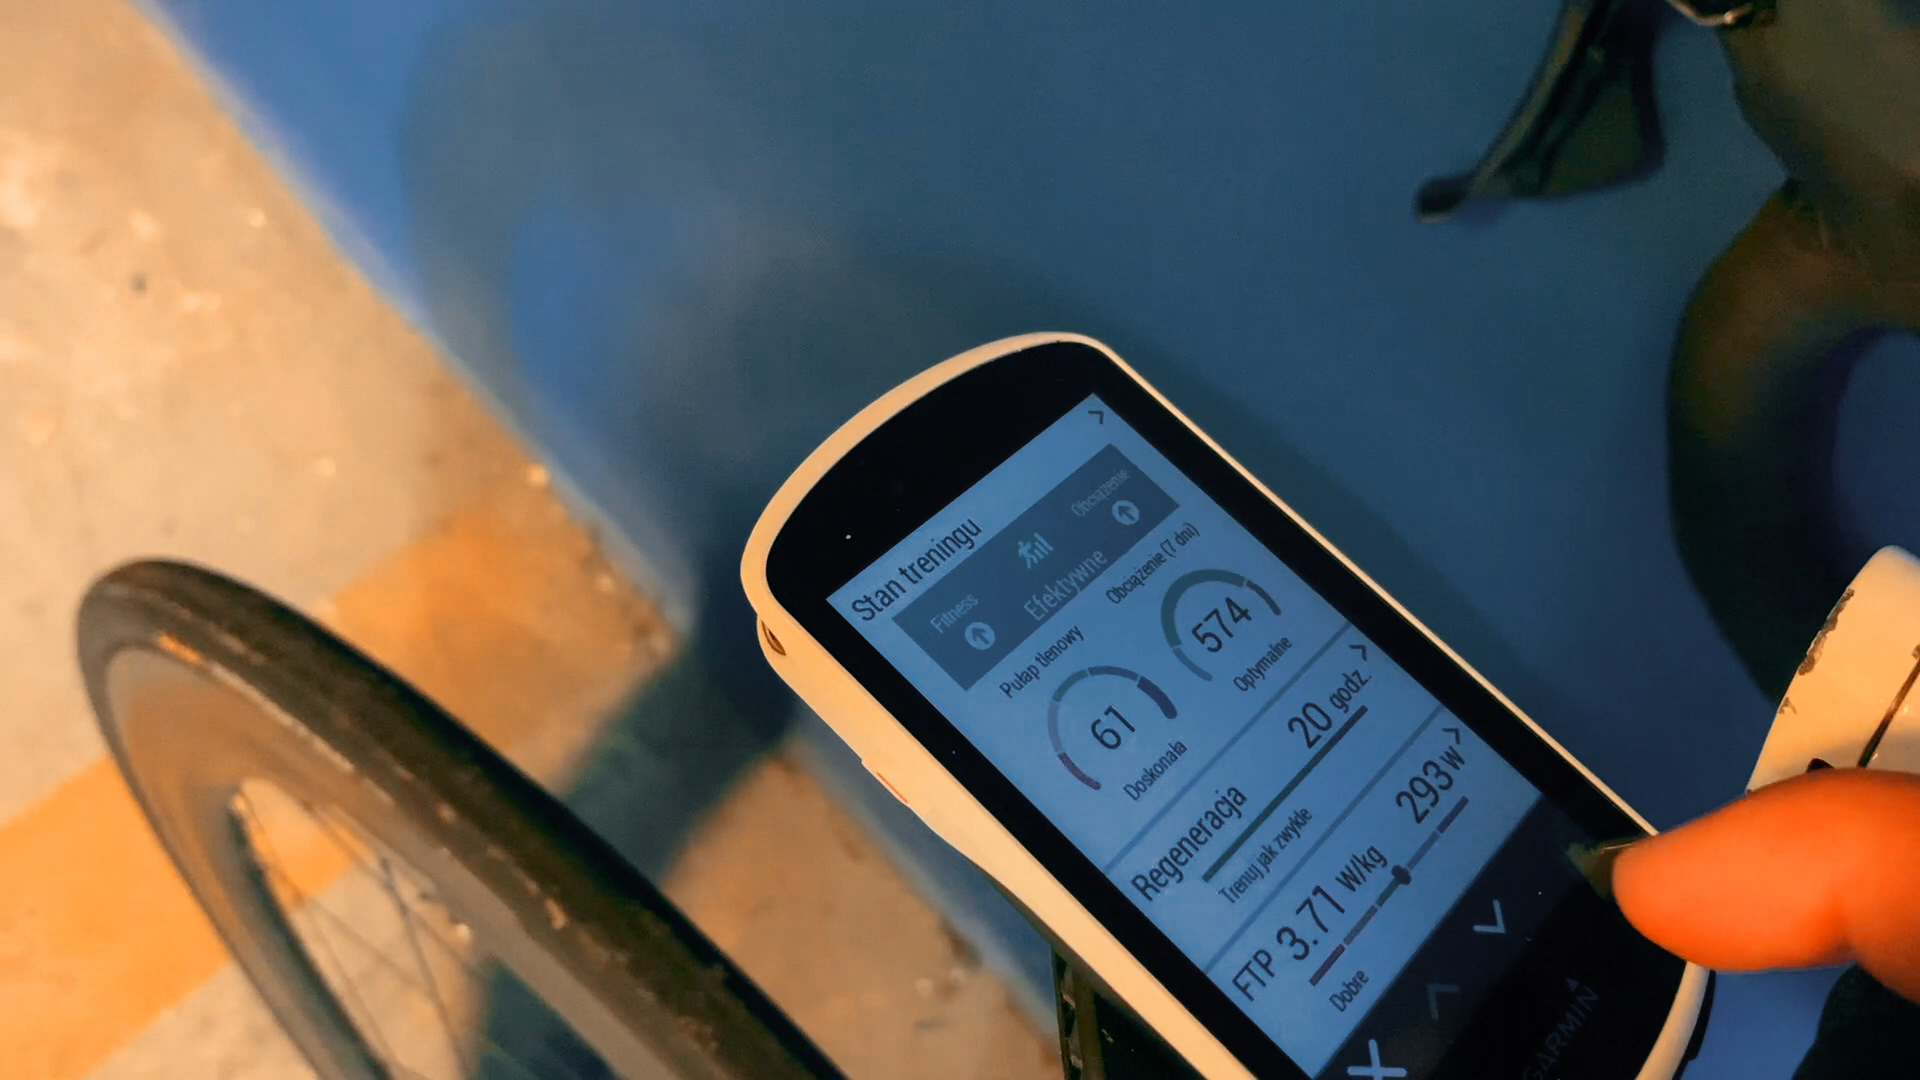 Stan treningu
Fitness
Obciążenie
Efektywne
Pułap tlenowy
61
Doskonała
Obciążenie (7 dni)
574
Optymalne
Regeneracja 20 godz.
Trenuj jak zwykle
FTP 3.71 W/kg 293W
Dobre
GARMIN